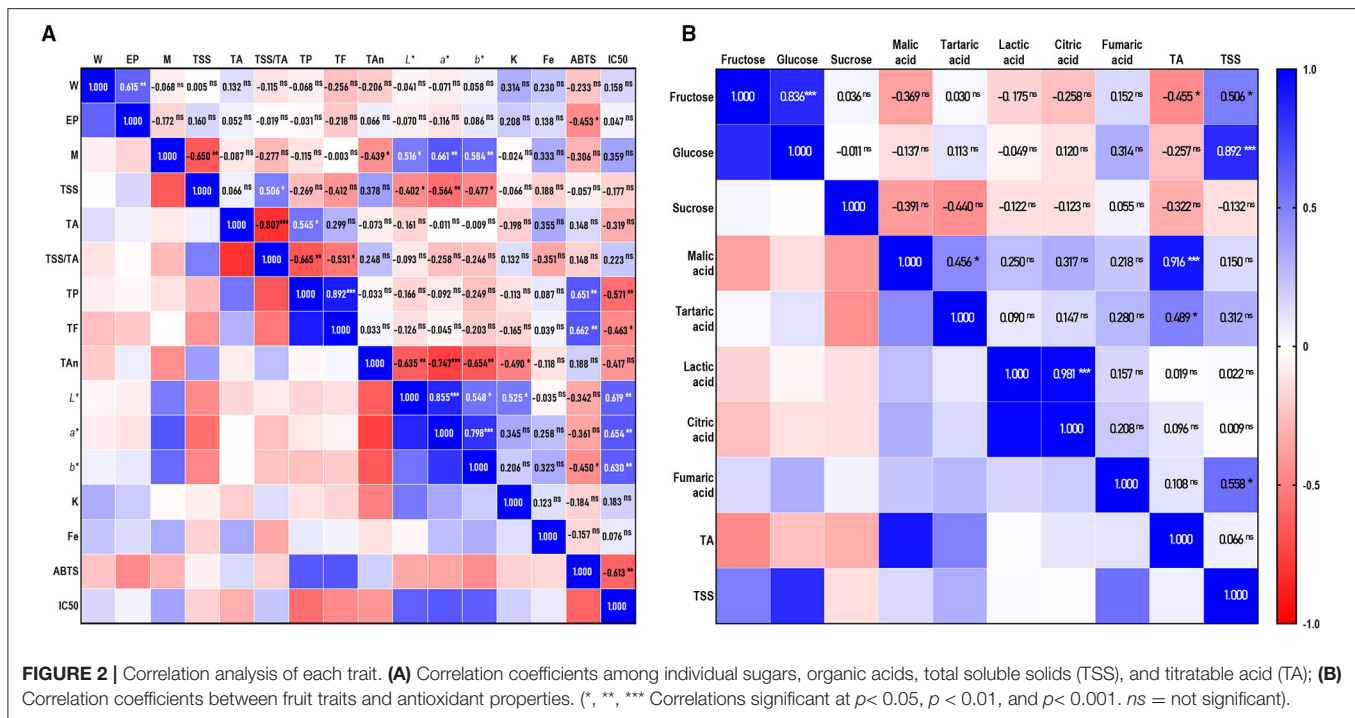 A
W EP M TSS TA TSS/TA TP TF TAn L* a* b* K Fe ABTS IC50
W 1.000 0.615 ** -0.068 ns 0.005 ns 0.132 ns -0.115 ns -0.068 ns -0.256 ns -0.206 ns -0.041 ns -0.071 ns 0.058 ns 0.314 ns 0.230 ns -0.233 ns 0.158 ns
EP 1.000 -0.172 ns 0.160 ns 0.052 ns -0.019 ns -0.031 ns -0.218 ns 0.066 ns -0.070 ns -0.116 ns 0.086 ns 0.208 ns 0.138 ns -0.453 * 0.047 ns
M 1.000 -0.650 ** -0.087 ns -0.277 ns -0.115 ns -0.003 ns -0.439 * 0.516 * 0.661 ** 0.584 ** -0.024 ns 0.333 ns -0.306 ns 0.359 ns
TSS 1.000 0.066 ns 0.506 * -0.269 ns -0.412 ns 0.378 ns -0.402 * -0.564 ** -0.477 * -0.066 ns 0.188 ns -0.057 ns -0.177 ns
TA 1.000 -0.807*** 0.545 * 0.299 ns -0.073 ns -0.161 ns -0.011 ns -0.009 ns -0.198 ns 0.355 ns 0.148 ns -0.319 ns
TSS/TA 1.000 -0.665 ** -0.531 * 0.248 ns -0.093 ns -0.258 ns -0.246 ns 0.132 ns -0.351 ns 0.148 ns 0.223 ns
TP 1.000 0.892*** -0.033 ns -0.166 ns -0.092 ns -0.249 ns -0.113 ns 0.087 ns 0.651 ** -0.571 **
TF 1.000 0.033 ns -0.126 ns -0.045 ns -0.203 ns -0.165 ns 0.039 ns 0.662 ** -0.463 *
TAn 1.000 -0.635 ** -0.747*** -0.654 ** -0.490 * -0.118 ns 0.188 ns -0.417 ns
L* 1.000 0.855*** 0.548 * 0.525 * -0.035 ns -0.342 ns 0.619 **
a* 1.000 0.798*** 0.345 ns 0.258 ns -0.361 ns 0.654 **
b* 1.000 0.206 ns 0.323 ns -0.450 * 0.630 **
K 1.000 0.123 ns -0.184 ns 0.183 ns
Fe 1.000 -0.157 ns 0.076 ns
ABTS 1.000 -0.613 **
IC50 1.000
B
Fructose Glucose Sucrose Malic acid Tartaric acid Lactic acid Citric acid Fumaric acid TA TSS
Fructose 1.000 0.836*** 0.036 ns -0.369 ns 0.030 ns -0.175 ns -0.258 ns 0.152 ns -0.455 * 0.506 *
Glucose 1.000 -0.011 ns -0.137 ns 0.113 ns -0.049 ns 0.120 ns 0.314 ns -0.257 ns 0.892 ***
Sucrose 1.000 -0.391 ns -0.440 ns -0.122 ns -0.123 ns 0.055 ns -0.322 ns -0.132 ns
Malic acid 1.000 0.456 * 0.250 ns 0.317 ns 0.218 ns 0.916 *** 0.150 ns
Tartaric acid 1.000 0.090 ns 0.147 ns 0.280 ns 0.489 * 0.312 ns
Lactic acid 1.000 0.981 *** 0.157 ns 0.019 ns 0.022 ns
Citric acid 1.000 0.208 ns 0.096 ns 0.009 ns
Fumaric acid 1.000 0.108 ns 0.558 *
TA 1.000 0.066 ns
TSS 1.000
1.0
0.5
0
-0.5
-1.0
FIGURE 2 | Correlation analysis of each trait. (A) Correlation coefficients among individual sugars, organic acids, total soluble solids (TSS), and titratable acid (TA); (B)
Correlation coefficients between fruit traits and antioxidant properties. (*, **, *** Correlations significant at p< 0.05, p < 0.01, and p< 0.001. ns = not significant).